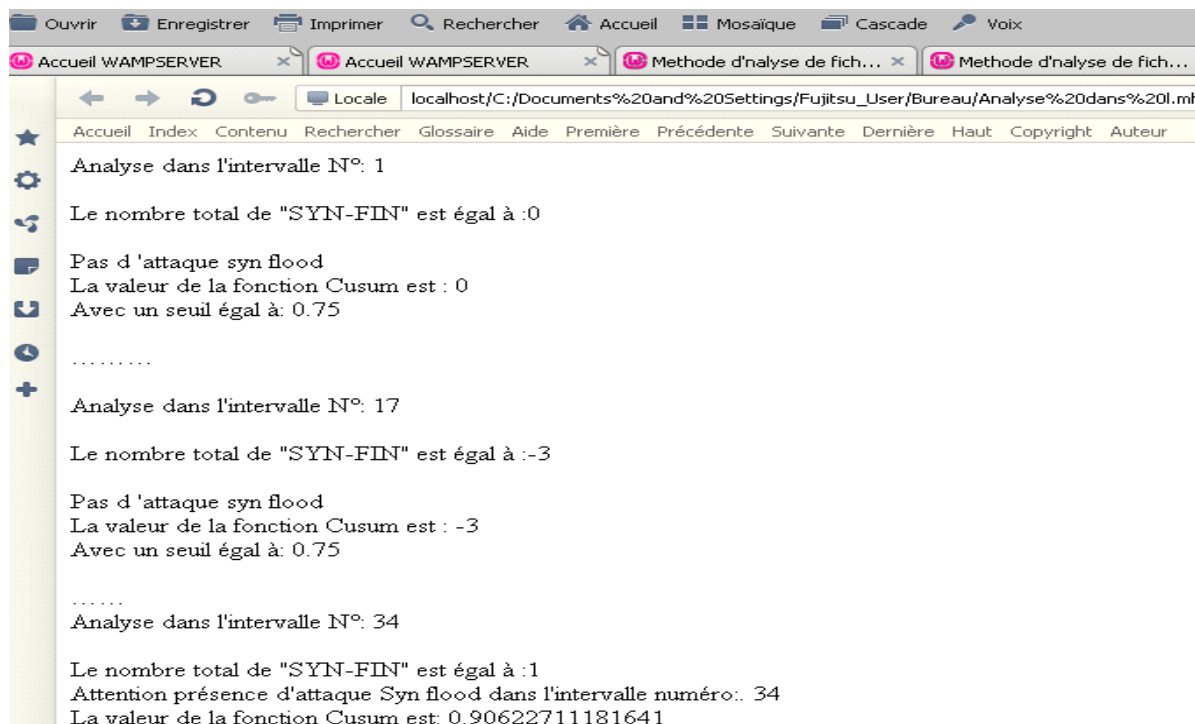 Ouvrir Enregistrer Imprimer Rechercher Accueil Mosaïque Cascade Voix
Accueil WAMPSERVER × Accueil WAMPSERVER × Methode d'nalyse de fich... × Methode d'nalyse de fich...
Locale localhost/C:/Documents%20and%20Settings/Fujitsu_User/Bureau/Analyse%20dans%20l.mh
Accueil Index Contenu Rechercher Glossaire Aide Première Précédente Suivante Dernière Haut Copyright Auteur
Analyse dans l'intervalle N°: 1
Le nombre total de "SYN-FIN" est égal à :0
Pas d 'attaque syn flood
La valeur de la fonction Cusum est : 0
Avec un seuil égal à: 0.75
.........
Analyse dans l'intervalle N°: 17
Le nombre total de "SYN-FIN" est égal à :-3
Pas d 'attaque syn flood
La valeur de la fonction Cusum est : -3
Avec un seuil égal à: 0.75
......
Analyse dans l'intervalle N°: 34
Le nombre total de "SYN-FIN" est égal à :1
Attention présence d'attaque Syn flood dans l'intervalle numéro:. 34
La valeur de la fonction Cusum est: 0.90622711181641